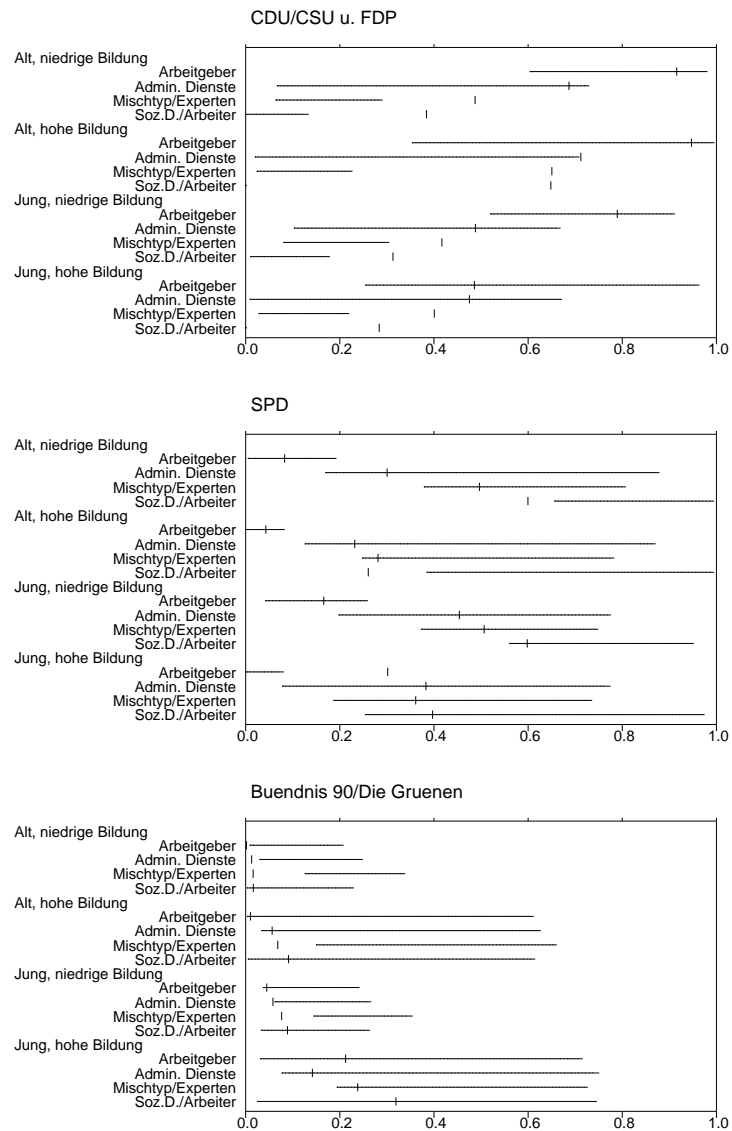 CDU/CSU u. FDP
Alt, niedrige Bildung
Arbeitgeber
Admin. Dienste
Mischtyp/Experten
Soz.D./Arbeiter
Alt, hohe Bildung
Arbeitgeber
Admin. Dienste
Mischtyp/Experten
Soz.D./Arbeiter
Jung, niedrige Bildung
Arbeitgeber
Admin. Dienste
Mischtyp/Experten
Soz.D./Arbeiter
Jung, hohe Bildung
Arbeitgeber
Admin. Dienste
Mischtyp/Experten
Soz.D./Arbeiter
0.0 0.2 0.4 0.6 0.8 1.0
SPD
Alt, niedrige Bildung
Arbeitgeber
Admin. Dienste
Mischtyp/Experten
Soz.D./Arbeiter
Alt, hohe Bildung
Arbeitgeber
Admin. Dienste
Mischtyp/Experten
Soz.D./Arbeiter
Jung, niedrige Bildung
Arbeitgeber
Admin. Dienste
Mischtyp/Experten
Soz.D./Arbeiter
Jung, hohe Bildung
Arbeitgeber
Admin. Dienste
Mischtyp/Experten
Soz.D./Arbeiter
0.0 0.2 0.4 0.6 0.8 1.0
Buendnis 90/Die Gruenen
Alt, niedrige Bildung
Arbeitgeber
Admin. Dienste
Mischtyp/Experten
Soz.D./Arbeiter
Alt, hohe Bildung
Arbeitgeber
Admin. Dienste
Mischtyp/Experten
Soz.D./Arbeiter
Jung, niedrige Bildung
Arbeitgeber
Admin. Dienste
Mischtyp/Experten
Soz.D./Arbeiter
Jung, hohe Bildung
Arbeitgeber
Admin. Dienste
Mischtyp/Experten
Soz.D./Arbeiter
0.0 0.2 0.4 0.6 0.8 1.0